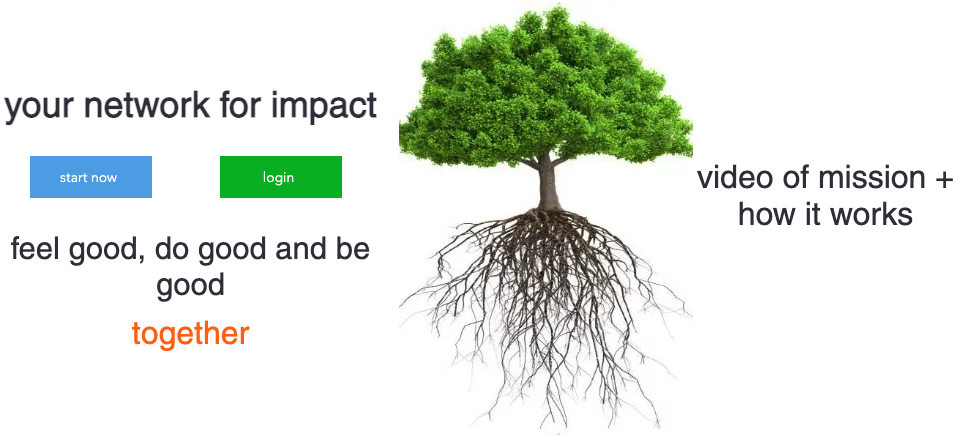 your network for impact
start now
login
feel good, do good and be
good
together
video of mission +
how it works